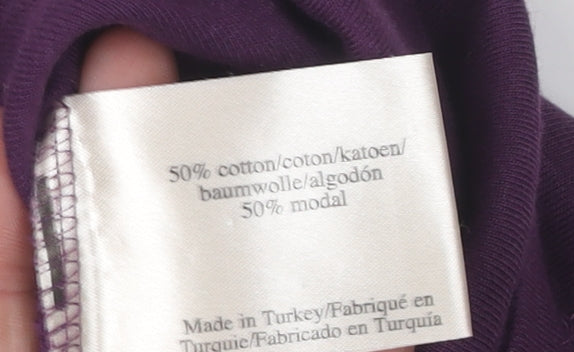 50% cotton/coton/katoen/
baumwolle/algodón
50% modal
Made in Turkey/Fabriqué en
Turquie/Fabricado en Turquía